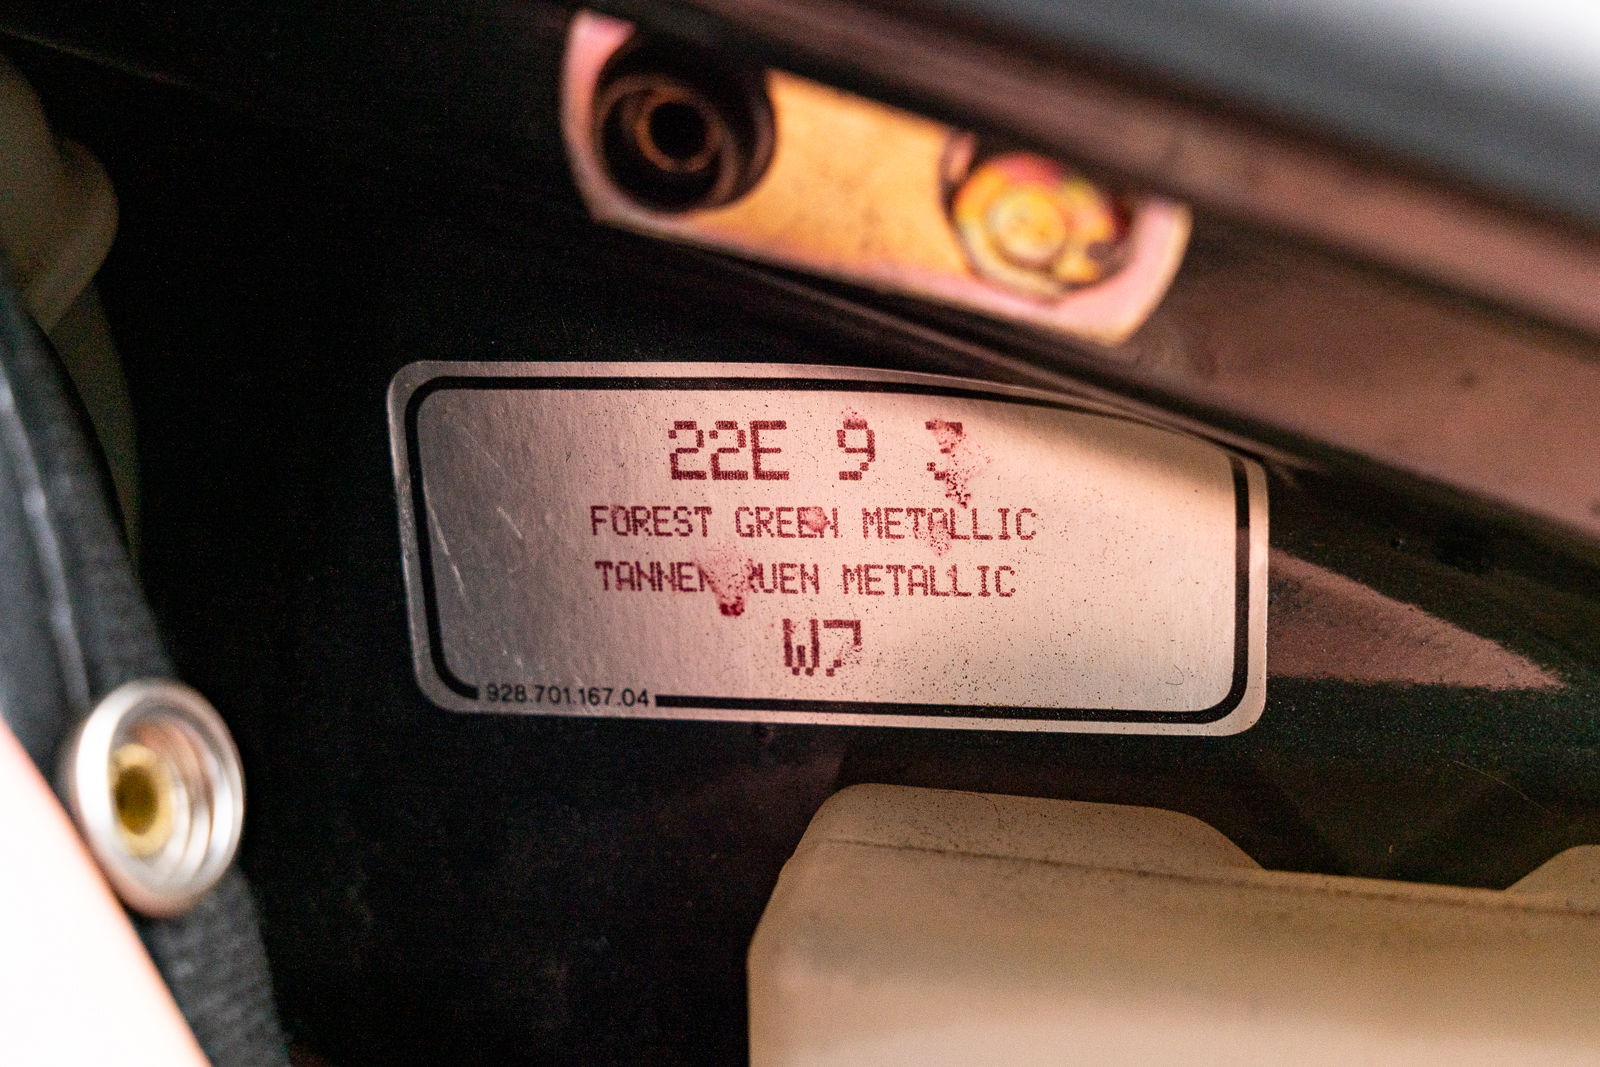 22E 9 3
FOREST GREEN METALLIC
METALLIC
W7
928.701.167.04